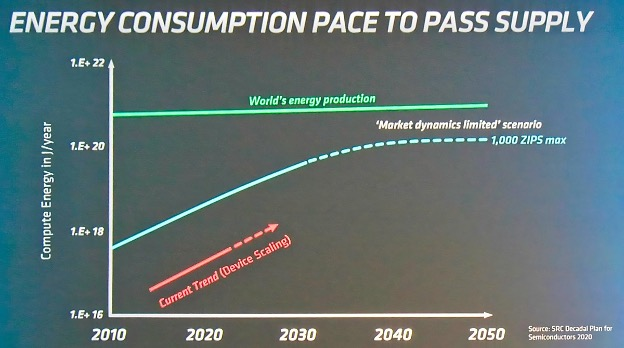 ENERGY CONSUMPTION PACE TO PASS SUPPLY
1.E+ 22
World's energy production
'Market dynamics limited' scenario
1.E+ 20
1,000 ZIPS max
Compute Energy in J/year
1.E+ 18
Current Trend (Device Scaling)
1.E+ 16
2010
2020
2030
2040
2050
Source: SRC Decadal Plan for
Semiconductors 2020